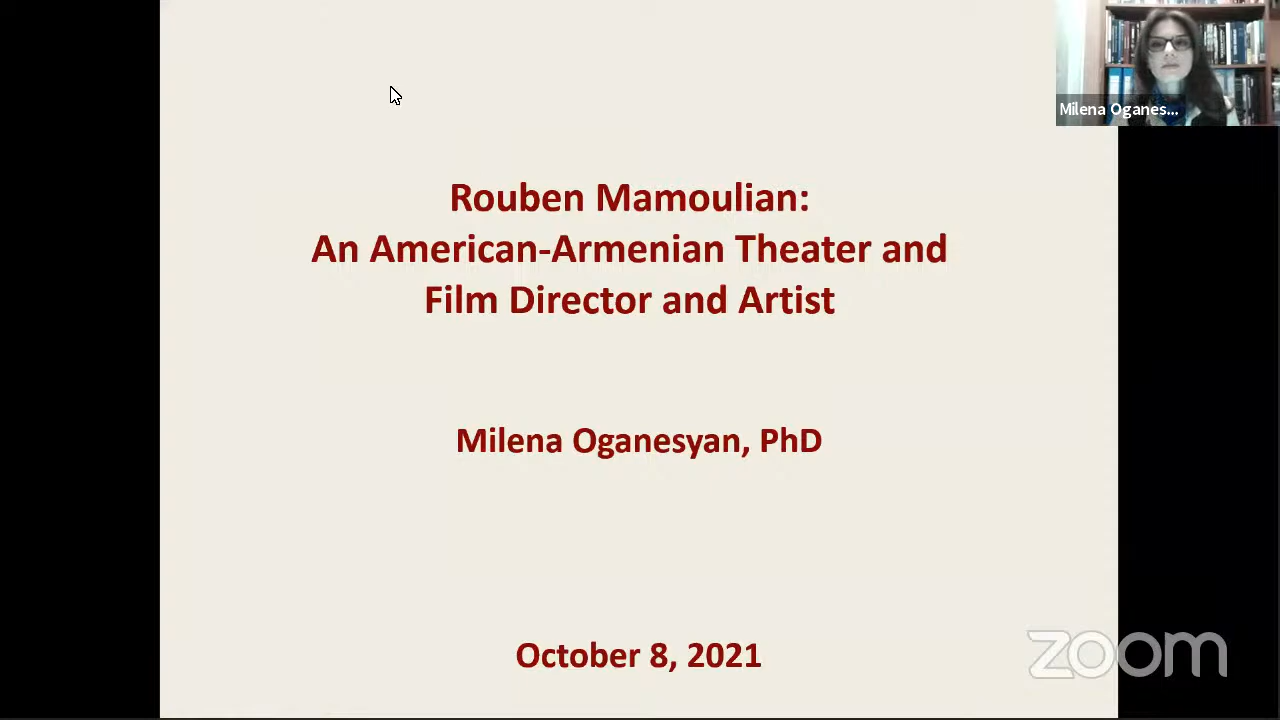 Milena Oganes...
Rouben Mamoulian:
An American-Armenian Theater and
Film Director and Artist
Milena Oganesyan, PhD
October 8, 2021
zoom